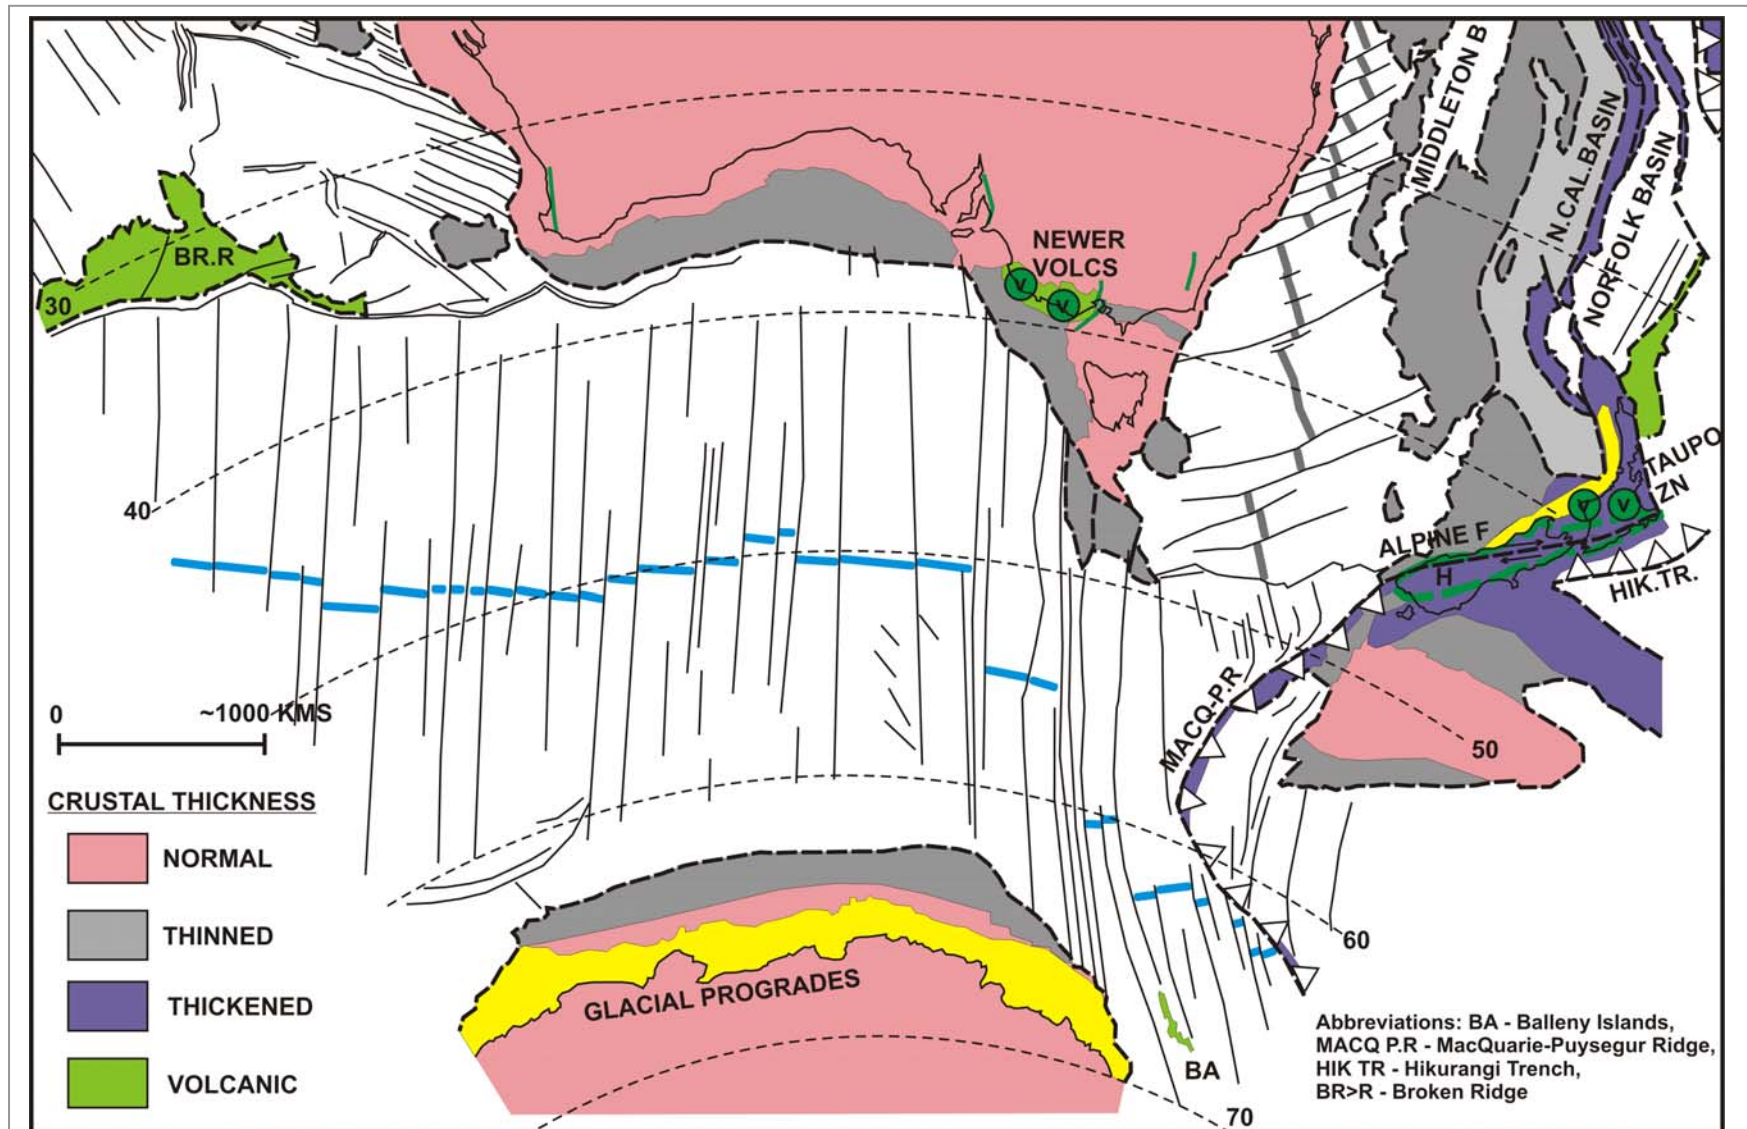 MIDDLETON B
N.CAL.BASIN
NORFOLK BASIN
BR.R
NEWER
VOLCS
30
V
V
40
TAUPO
ZN
V
V
ALPINE F
H
HIK.TR.
MACQ-P.R
0
~1000 KMS
50
CRUSTAL THICKNESS
NORMAL
THINNED
THICKENED
VOLCANIC
60
GLACIAL PROGRADES
BA
70
Abbreviations: BA - Balleny Islands,
MACQ P.R - MacQuarie-Puysegur Ridge,
HIK TR - Hikurangi Trench,
BR>R - Broken Ridge